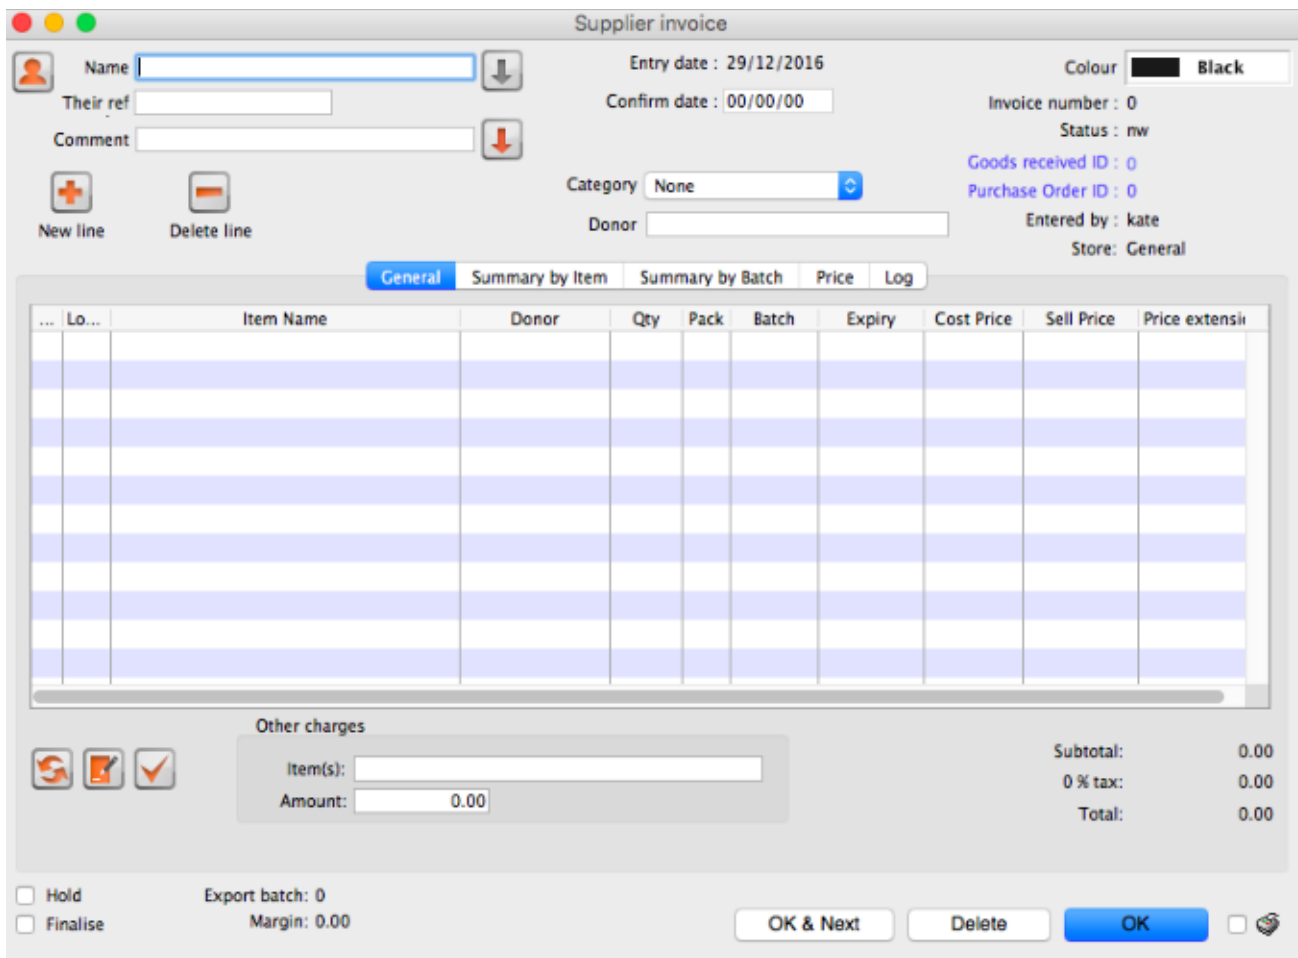 Supplier invoice
Name
Entry date : 29/12/2016
Colour Black
Their ref
Confirm date : 00/00/00
Invoice number : 0
Comment
Status : nw
Goods received ID : 0
Category None
Purchase Order ID : 0
New line Delete line
Donor
Entered by : kate
Store: General
General Summary by Item Summary by Batch Price Log
... Lo... Item Name Donor Qty Pack Batch Expiry Cost Price Sell Price Price extensi
Other charges
Item(s):
Amount: 0.00
Subtotal: 0.00
0 % tax: 0.00
Total: 0.00
Hold Export batch: 0
Finalise Margin: 0.00
OK & Next Delete OK